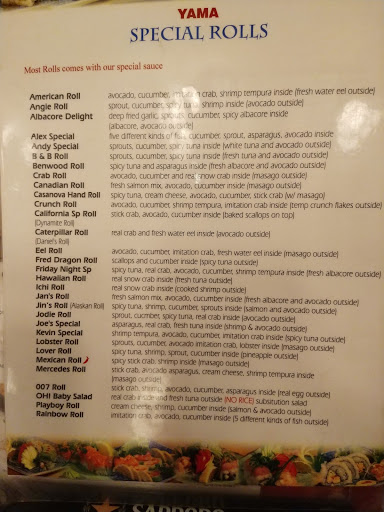 YAMA
SPECIAL ROLLS
Most Rolls comes with our special sauce
American Roll avocado, cucumber, imitation crab, shrimp tempura inside (fresh water eel outside)
Angie Roll sprout, cucumber, spicy tuna, shrimp inside (avocado outside)
Albacore Delight deep fried garlic, sprouts, cucumber, spicy albacore inside
(albacore, avocado outside)
Alex Special five different kinds of fish, cucumber, sprout, asparagus, avocado inside
Andy Special sprouts, cucumber, spicy tuna inside (white tuna and avocado outside)
B & B Roll sprouts, cucumber, spicy tuna inside (fresh tuna and avocado outside)
Benwood Roll spicy tuna and asparagus inside (fresh albacore and avocado outside)
Crab Roll avocado, cucumber and real snow crab inside (masago outside)
Canadian Roll fresh salmon mix, avocado, cucumber inside (masago outside)
Casanova Hand Roll spicy tuna, cream cheese, avocado, cucumber, stick crab (w/ masago)
Crunch Roll avocado, cucumber, shrimp tempura, imitation crab inside (temp crunch flakes outside)
California Sp Roll stick crab, avocado, cucumber inside (baked scallops on top)
(Dynamite Roll)
Caterpillar Roll real crab and fresh water eel inside (avocado outside)
(Daniel's Roll)
Eel Roll avocado, cucumber, imitation crab, fresh water eel inside (masago outside)
Fred Dragon Roll scallops and cucumber inside (spicy tuna outside)
Friday Night Sp spicy tuna, real crab, avocado, cucumber, shrimp tempura inside (fresh albacore outside)
Hawaiian Roll real snow crab inside (fresh tuna outside)
Ichi Roll real snow crab inside (cooked shrimp outside)
Jan's Roll fresh salmon mix, avocado, cucumber inside (fresh albacore and avocado outside)
Jin's Roll (Alaskan Roll) spicy tuna, shrimp, cucumber, sprouts inside (salmon and avocado outside)
Jodie Roll sprout, cucumber, spicy tuna, real crab inside (avocado outside)
Joe's Special asparagus, real crab, fresh tuna inside (shrimp & avocado outside)
Kevin Special shrimp tempura, avocado, cucumber, imitation crab inside (spicy tuna outside)
Lobster Roll sprouts, cucumber, avocado imitation crab, lobster inside (masago outside)
Lover Roll spicy tuna, shrimp, sprout, cucumber inside (pineapple outside)
Mexican Roll spicy stick crab, shrimp inside (masago outside)
Mercedes Roll stick crab, avocado asparagus, cream cheese, shrimp tempura inside
(masago outside)
007 Roll stick crab, shrimp, avocado, cucumber, asparagus inside (real egg outside)
OH! Baby Salad real crab inside and fresh tuna outside (NO RICE) subsitution salad
Playboy Roll cream cheese, shrimp, cucumber inside (salmon & avocado outside)
Rainbow Roll imitation crab, avocado, cucumber inside (5 different kinds of fish outside)
SAPPORO